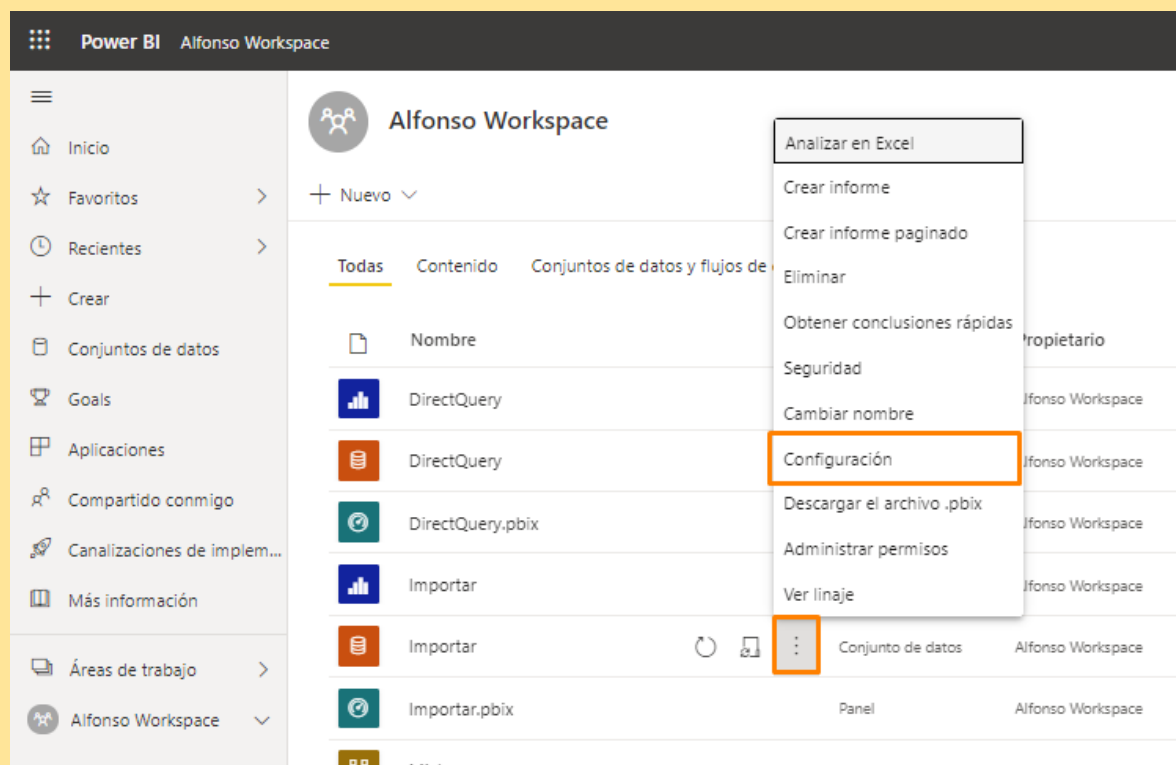 Power BI Alfonso Workspace
Inicio
Favoritos
Recientes
Crear
Conjuntos de datos
Goals
Aplicaciones
Compartido conmigo
Canalizaciones de implem...
Más información
Áreas de trabajo
Alfonso Workspace
Alfonso Workspace
Nuevo
Todas Contenido Conjuntos de datos y flujos de
Nombre
Propietario
DirectQuery
lfonso Workspace
DirectQuery
lfonso Workspace
DirectQuery.pbix
lfonso Workspace
Importar
lfonso Workspace
Importar Conjunto de datos Alfonso Workspace
Importar.pbix Panel Alfonso Workspace
Analizar en Excel
Crear informe
Crear informe paginado
Eliminar
Obtener conclusiones rápidas
Seguridad
Cambiar nombre
Configuración
Descargar el archivo .pbix
Administrar permisos
Ver linaje